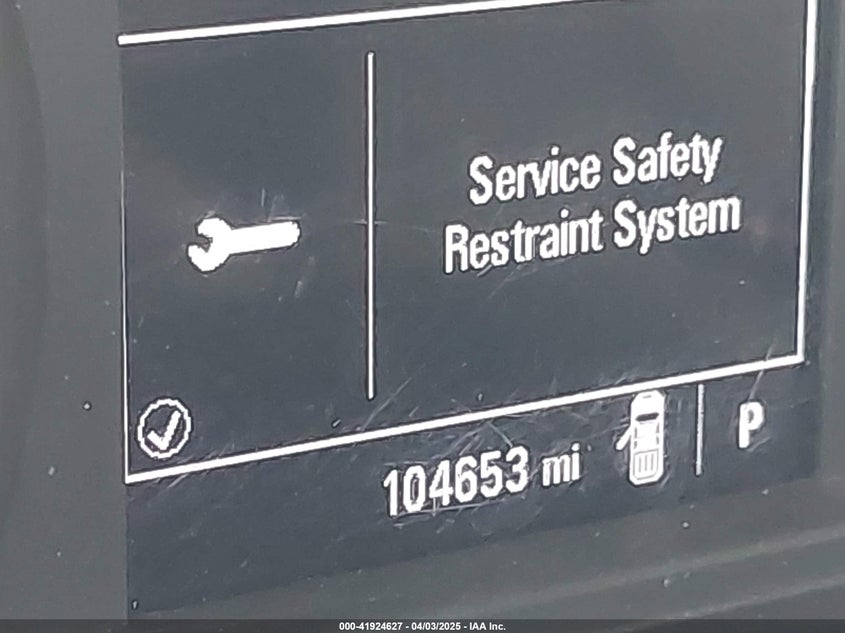 Service Safety
Restraint System
104653 mi
P
000-41924627 - 04/03/2025 - IAA Inc.